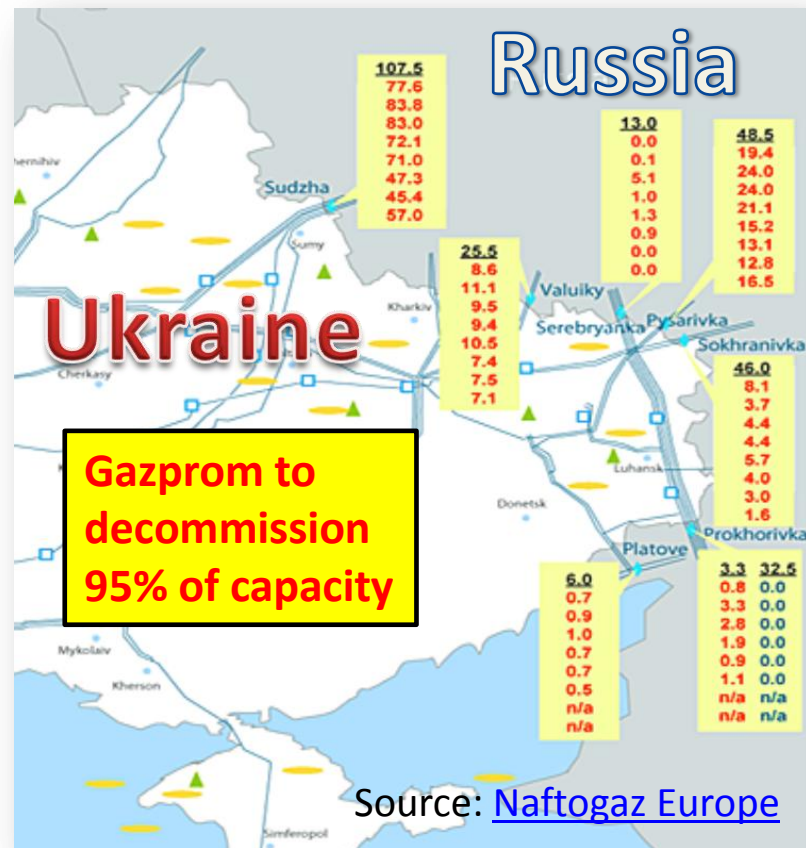 Russia
107.5
77.6
83.8
83.0
72.1
71.0
47.3
45.4
57.0
13.0
0.0
0.1
5.1
1.0
1.3
0.9
0.0
0.0
48.5
19.4
24.0
24.0
21.1
15.2
13.1
12.8
16.5
Sudzha
Sumy
25.5
8.6
11.1
9.5
9.4
10.5
7.4
7.5
7.1
Valuiky
Serebryanka
Pysarivka
Sokhranivka
Kharkiv
Ukraine
Cherkasy
46.0
8.1
3.7
4.4
4.4
5.7
4.0
3.0
1.6
Gazprom to
decommission
95% of capacity
Luhansk
Donetsk
Prokhorivka
Platove
6.0
0.7
0.9
1.0
0.7
0.7
0.5
n/a
n/a
3.3 32.5
0.8 0.0
3.3 0.0
2.8 0.0
1.9 0.0
0.9 0.0
1.1 0.0
n/a n/a
n/a n/a
Mykolaiv
Kherson
Simferopol
Source: Naftogaz Europe